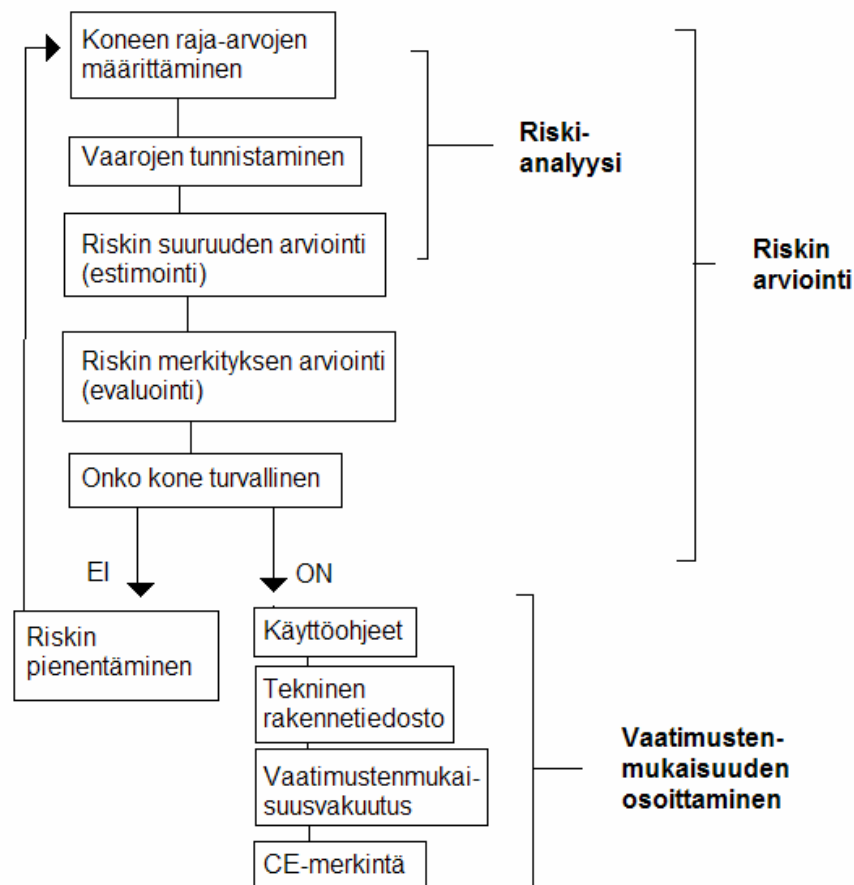 Koneen raja-arvojen
määrittäminen
Riski-
analyysi
Vaarojen tunnistaminen
Riskin suuruuden arviointi
(estimointi)
Riskin
arviointi
Riskin merkityksen arviointi
(evaluointi)
Onko kone turvallinen
EI
ON
Riskin
pienentäminen
Käyttöohjeet
Tekninen
rakennetiedosto
Vaatimustenmukai-
suusvakuutus
CE-merkintä
Vaatimusten-
mukaisuuden
osoittaminen